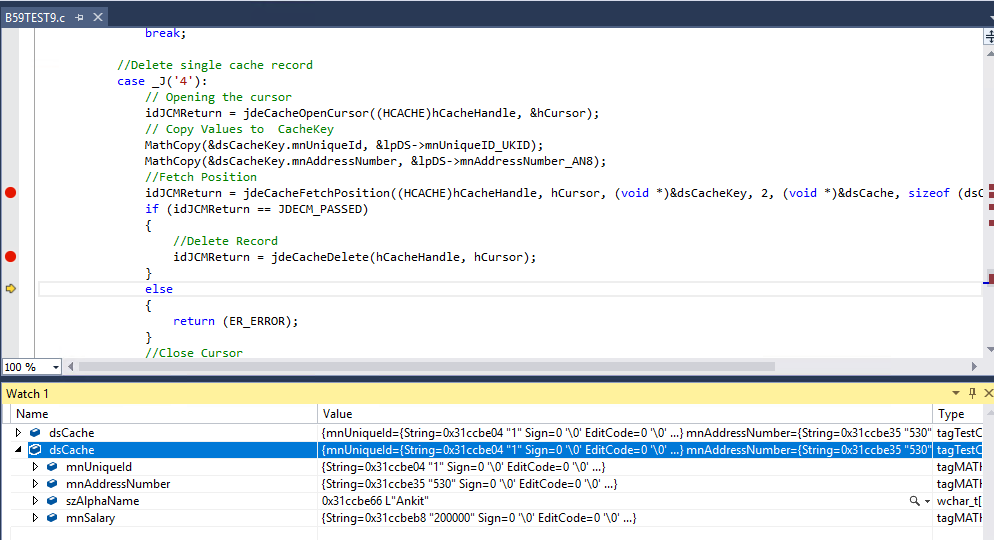 B59TEST9.c
break;
//Delete single cache record
case _J('4'):
// Opening the cursor
idJCMReturn = jdeCacheOpenCursor((HCACHE)hCacheHandle, &hCursor);
// Copy Values to  CacheKey
MathCopy(&dsCacheKey.mnUniqueId, &lpDS->mnUniqueID_UKID);
MathCopy(&dsCacheKey.mnAddressNumber, &lpDS->mnAddressNumber_AN8);
//Fetch Position
idJCMReturn = jdeCacheFetchPosition((HCACHE)hCacheHandle, hCursor, (void *)&dsCacheKey, 2, (void *)&dsCache, sizeof (dsC
if (idJCMReturn == JDECM_PASSED)
{
//Delete Record
idJCMReturn = jdeCacheDelete(hCacheHandle, hCursor);
}
else
{
return (ER_ERROR);
}
//Close Cursor
100 %
Watch 1
Name Value Type
dsCache {mnUniqueId={String=0x31ccbe04 "1" Sign=0 '\0' EditCode=0 '\0' ...} mnAddressNumber={String=0x31ccbe35 "530" tagTestC
dsCache {mnUniqueId={String=0x31ccbe04 "1" Sign=0 '\0' EditCode=0 '\0' ...} mnAddressNumber={String=0x31ccbe35 "530" tagTestC
mnUniqueId {String=0x31ccbe04 "1" Sign=0 '\0' EditCode=0 '\0' ...} tagMATH
mnAddressNumber {String=0x31ccbe35 "530" Sign=0 '\0' EditCode=0 '\0' ...} tagMATH
szAlphaName 0x31ccbe66 L"Ankit" wchar_t[
mnSalary {String=0x31ccbeb8 "200000" Sign=0 '\0' EditCode=0 '\0' ...} tagMATH